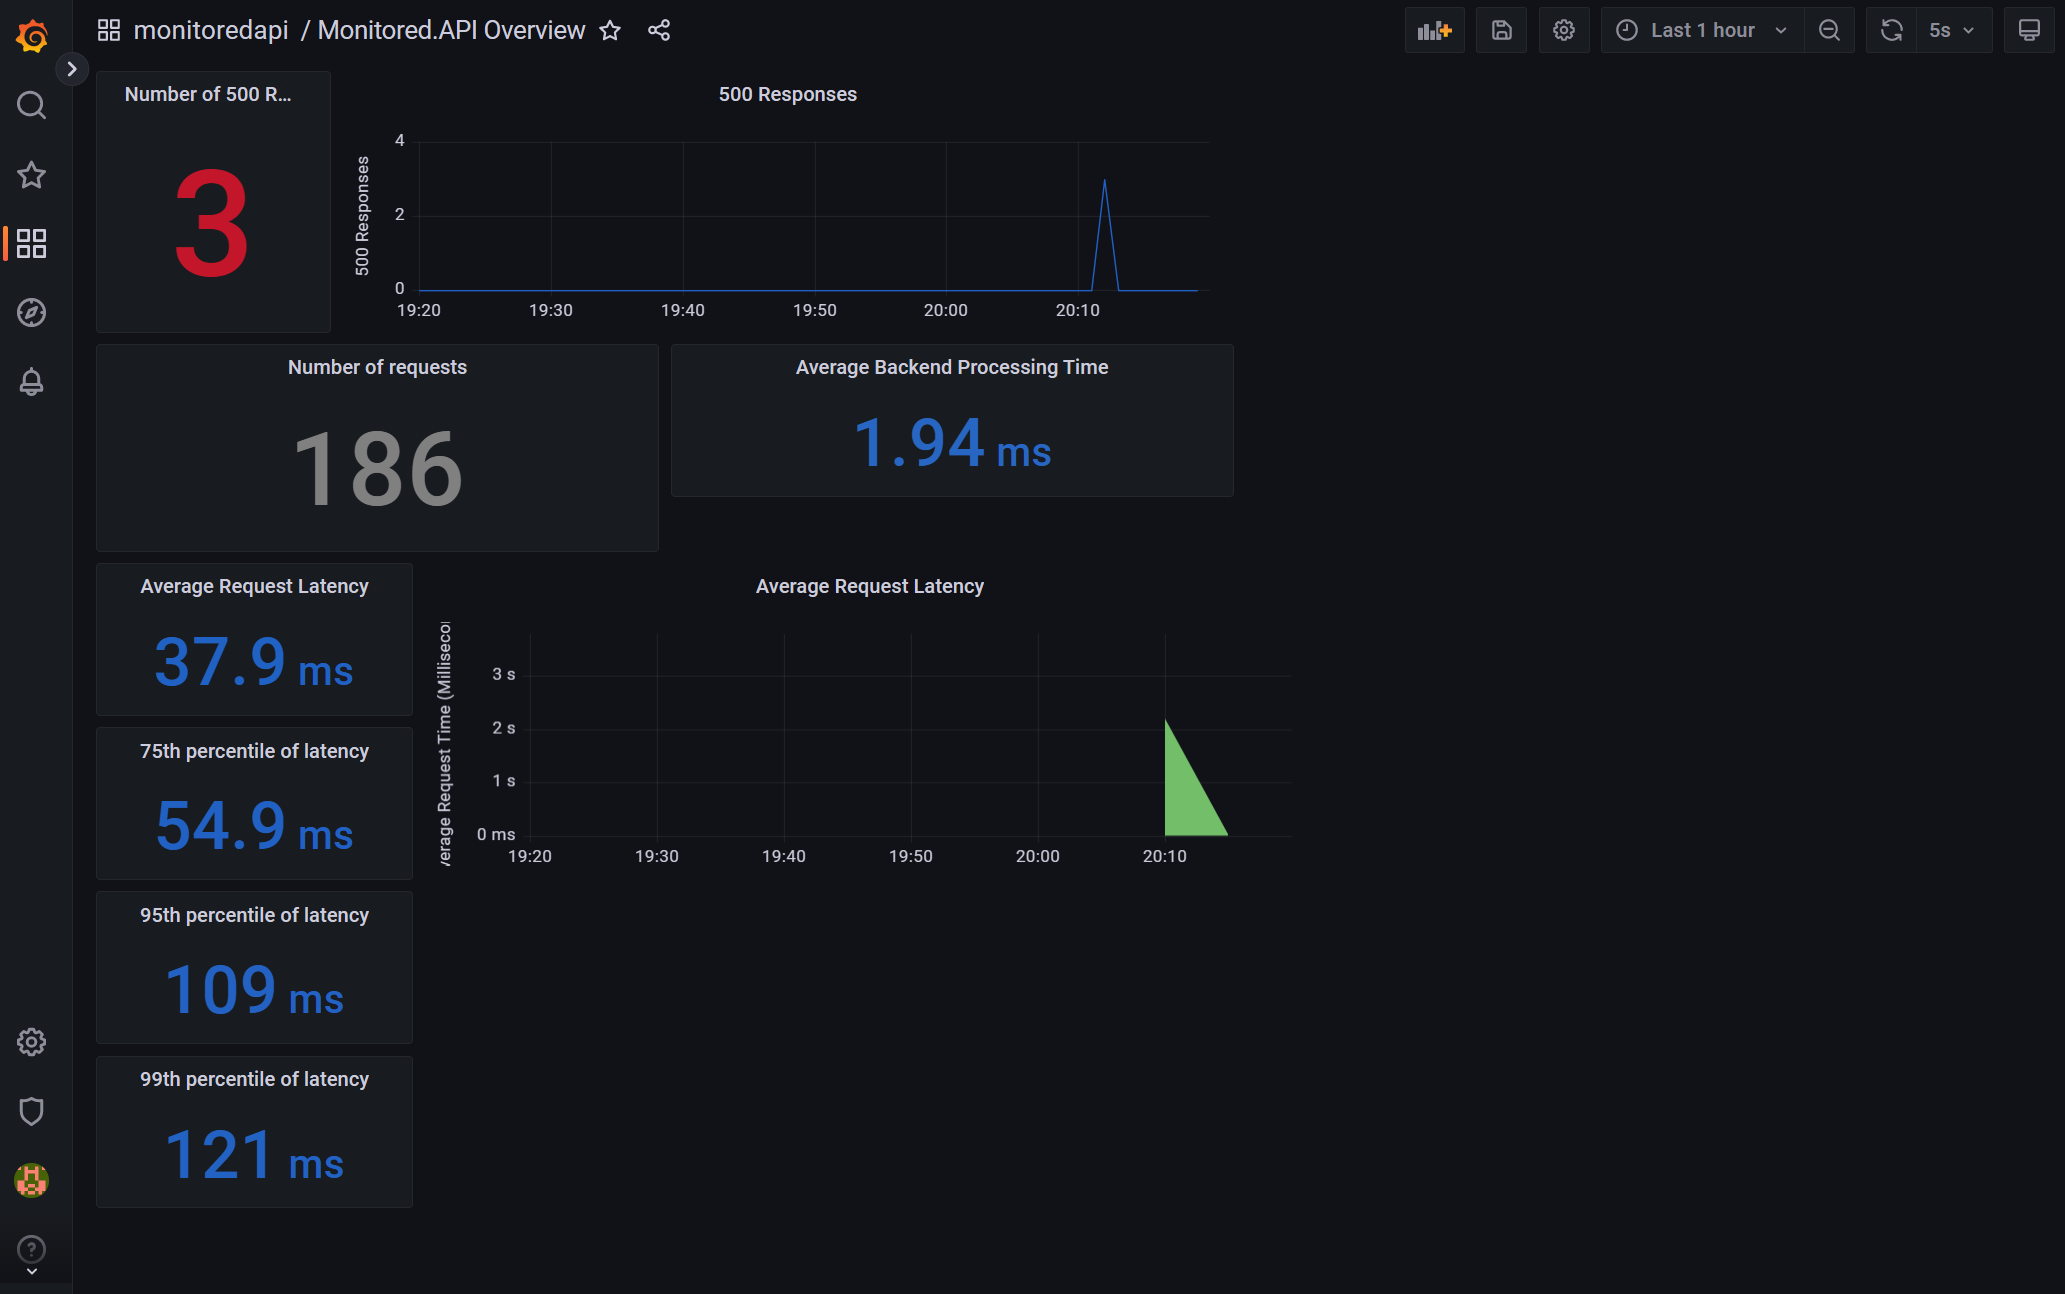 monitoredapi / Monitored.API Overview
Last 1 hour
5s
Number of 500 R...
3
500 Responses
500 Responses
4
2
0
19:20 19:30 19:40 19:50 20:00 20:10
Number of requests
186
Average Backend Processing Time
1.94 ms
Average Request Latency
37.9 ms
75th percentile of latency
54.9 ms
95th percentile of latency
109 ms
99th percentile of latency
121 ms
Average Request Latency
verage Request Time (Milliseco
3 s
2 s
1 s
0 ms
19:20 19:30 19:40 19:50 20:00 20:10